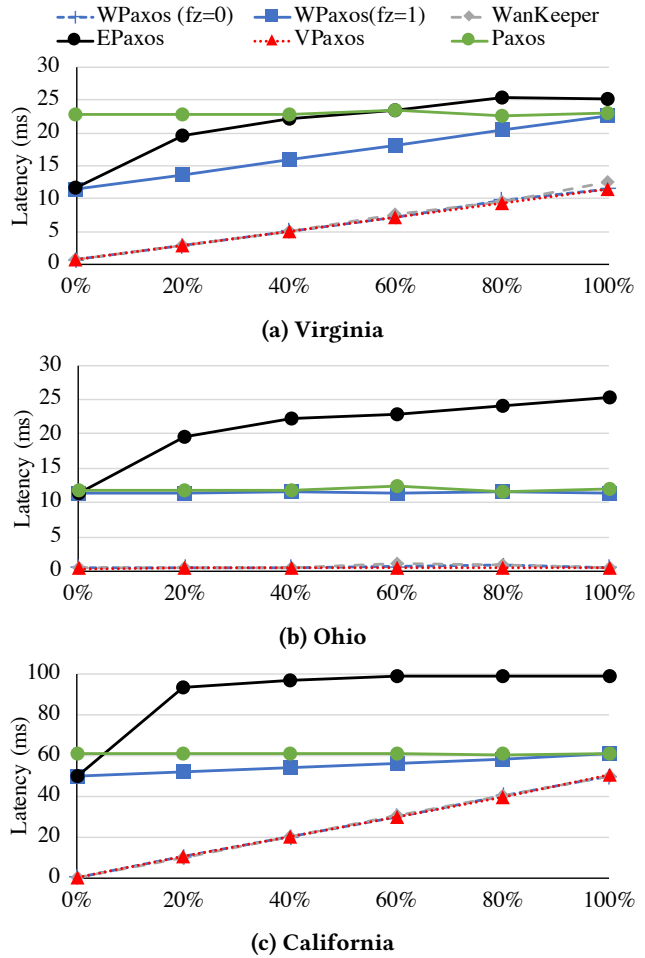 WPaxos (fz=0) WPaxos(fz=1) WanKeeper
EPaxos VPaxos Paxos
Latency (ms)
30
25
20
15
10
5
0
0% 20% 40% 60% 80% 100%
(a) Virginia
Latency (ms)
30
25
20
15
10
5
0
0% 20% 40% 60% 80% 100%
(b) Ohio
Latency (ms)
100
80
60
40
20
0
0% 20% 40% 60% 80% 100%
(c) California